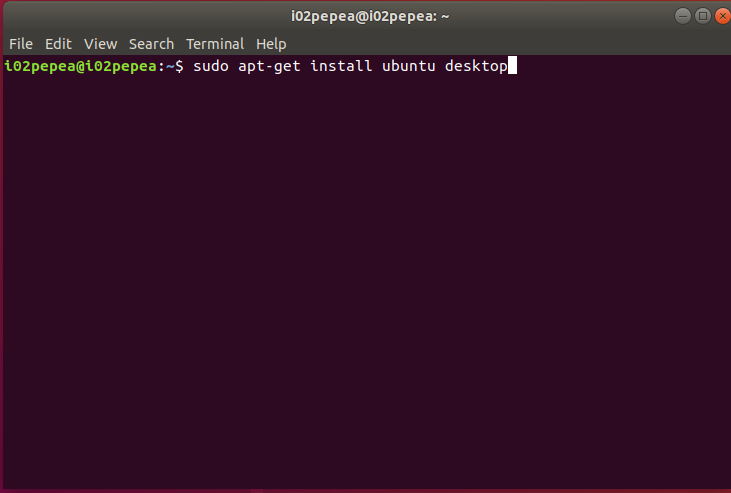 i02pepea@i02pepea: ~
File Edit View Search Terminal Help
i02pepea@i02pepea:~$ sudo apt-get install ubuntu desktop